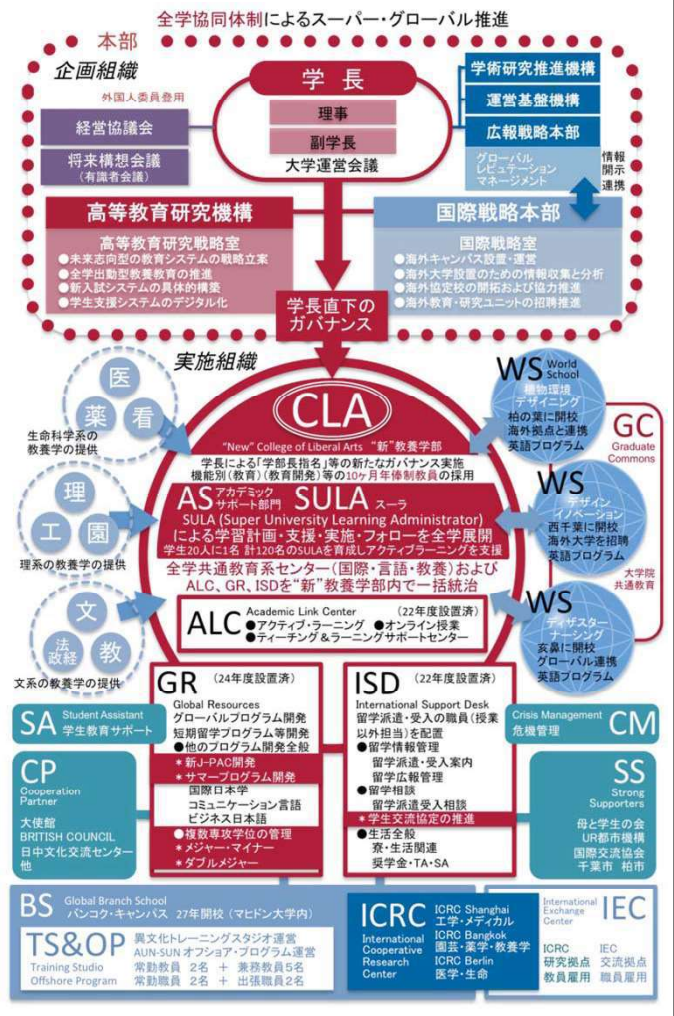 全学協同体制によるスーパー・グローバル推進
本部
企画組織
外国人委員登用
経営協議会
将来構想会議
(有識者会議)
学長
理事
副学長
大学運営会議
学術研究推進機構
運営基盤機構
広報戦略本部
グローバル
レピュテーション
マネージメント
情報
開示
連携
高等教育研究機構
高等教育研究戦略室
●未来志向型の教育システムの戦略立案
●全学出動型教養教育の推進
●新入試システムの具体的構築
●学生支援システムのデジタル化
国際戦略本部
国際戦略室
●海外キャンパス設置・運営
●海外大学設置のための情報収集と分析
●海外協定校の開拓および協力推進
●海外教育・研究ユニットの招聘推進
学長直下の
ガバナンス
実施組織
医
薬
看
生命科学系の
教養学の提供
理
工
園
理系の教養学の提供
文
法
政経
教
文系の教養学の提供
CLA
"New" College of Liberal Arts "新"教養学部
学長による「学部長指名」等の新たなガバナンス実施
機能別(教育)(教育開発)等の10ヶ月年俸制教員の採用
AS アカデミック
サポート部門
SULA スーラ
SULA (Super University Learning Administrator)
による学習計画・支援・実施・フォローを全学展開
学生20人に1名 計120名のSULAを育成しアクティブラーニングを支援
全学共通教育系センター(国際・言語・教養)および
ALC、GR、ISDを"新"教養学部内で一括統治
ALC
Academic Link Center (22年度設置済)
●アクティブ・ラーニング ●オンライン授業
●ティーチング&ラーニングサポートセンター
WS World
School
植物環境
デザイニング
柏の葉に開校
海外拠点と連携
英語プログラム
WS
デザイン
イノベーション
西千葉に開校
海外大学を招聘
英語プログラム
WS
ディザスター
ナーシング
亥鼻に開校
グローバル連携
英語プログラム
GC
Graduate
Commons
大学院
共通教育
GR (24年度設置済)
Global Resources
グローバルプログラム開発
短期留学プログラム等開発
●他のプログラム開発全般
*新J-PAC開発
*サマープログラム開発
国際日本学
コミュニケーション言語
ビジネス日本語
●複数専攻学位の管理
*メジャー・マイナー
*ダブルメジャー
ISD (22年度設置済)
International Support Desk
留学派遣・受入の職員(授業
以外担当)を配置
●留学情報管理
留学派遣・受入案内
留学広報管理
●留学相談
留学派遣受入相談
*学生交流協定の推進
●生活全般
寮・生活関連
奨学金・TA・SA
SA Student Assistant
学生教育サポート
CP
Cooperation
Partner
大使館
BRITISH COUNCIL
日中文化交流センター
他
Crisis Management
危機管理
CM
SS
Strong
Supporters
母と学生の会
UR都市機構
国際交流協会
千葉市 柏市
BS Global Branch School
バンコク・キャンパス 27年開校(マヒドン大学内)
TS&OP
Training Studio
Offshore Program
異文化トレーニングスタジオ運営
AUN-SUN オフショア・プログラム運営
常勤教員 2名 + 兼務教員5名
常勤職員 2名 + 出張職員2名
ICRC
International
Cooperative
Research
Center
ICRC Shanghai
工学・メディカル
ICRC Bangkok
園芸・薬学・教養学
ICRC Berlin
医学・生命
International
Exchange
Center
IEC
ICRC
研究拠点
教員雇用
IEC
交流拠点
職員雇用